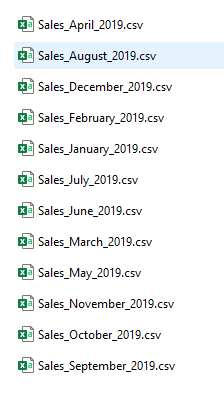 Sales_April_2019.csv
Sales_August_2019.csv
Sales_December_2019.csv
Sales_February_2019.csv
Sales_January_2019.csv
Sales_July_2019.csv
Sales_June_2019.csv
Sales_March_2019.csv
Sales_May_2019.csv
Sales_November_2019.csv
Sales_October_2019.csv
Sales_September_2019.csv